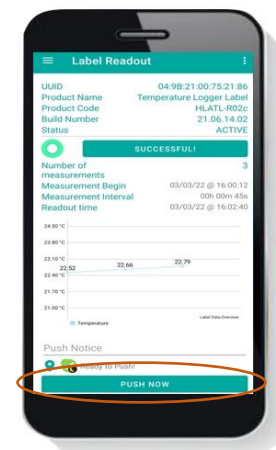 Label Readout
UUID 04:9B:21:00:75:21:86
Product Name Temperature Logger Label
Product Code HLATL-R02c
Build Number 21.06.14.02
Status ACTIVE
SUCCESSFUL!
Number of measurements 3
Measurement Begin 03/03/22 @ 16:00:12
Measurement Interval 00h 00m 45s
Readout time 03/03/22 @ 16:02:40
24.50 °C
23.80 °C
23.10 °C
22.52 22.66 22.79
22.40 °C
21.70 °C
21.00 °C
Temperature
Label Data Overview
Push Notice
Ready to Push!
PUSH NOW